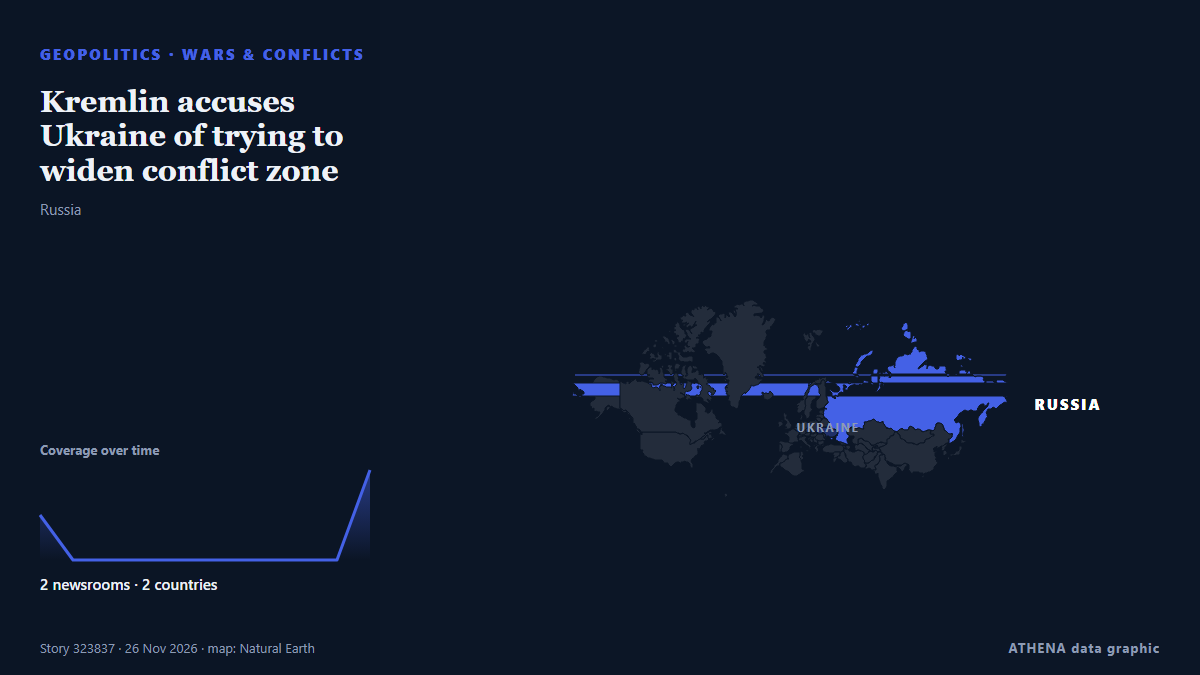 GEOPOLITICS · WARS & CONFLICTS
Kremlin accuses
Ukraine of trying to
widen conflict zone
Russia
UKRAINE
RUSSIA
Coverage over time
2 newsrooms · 2 countries
Story 323837 · 26 Nov 2026 · map: Natural Earth
ATHENA data graphic